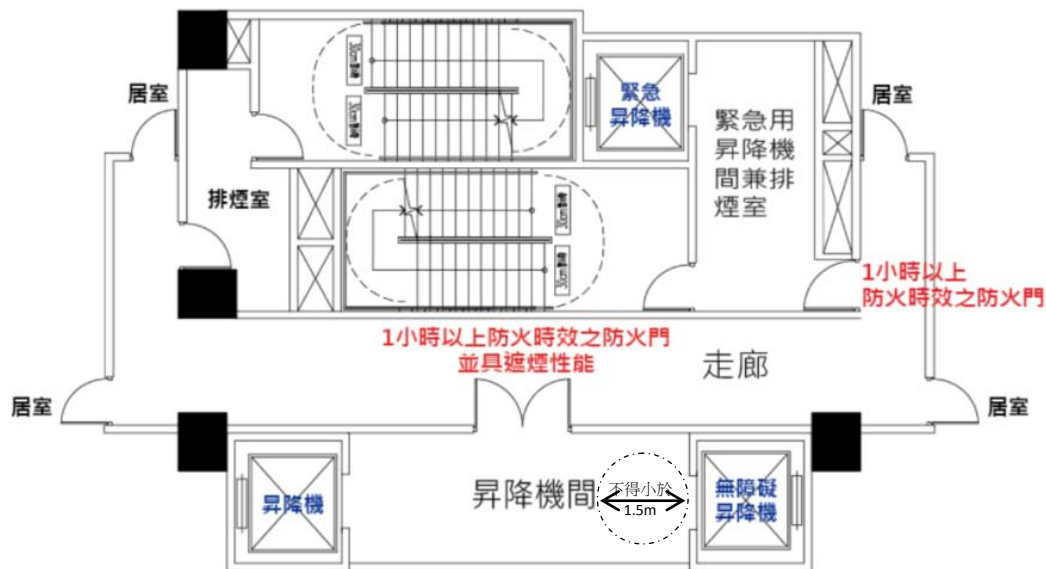 居室
緊急
昇降機
緊急用
昇降機
間兼排
煙室
居室
排煙室
1小時以上
防火時效之防火門
1小時以上防火時效之防火門
並具遮煙性能
走廊
居室
居室
昇降機
昇降機間
不得小於
1.5m
無障礙
昇降機